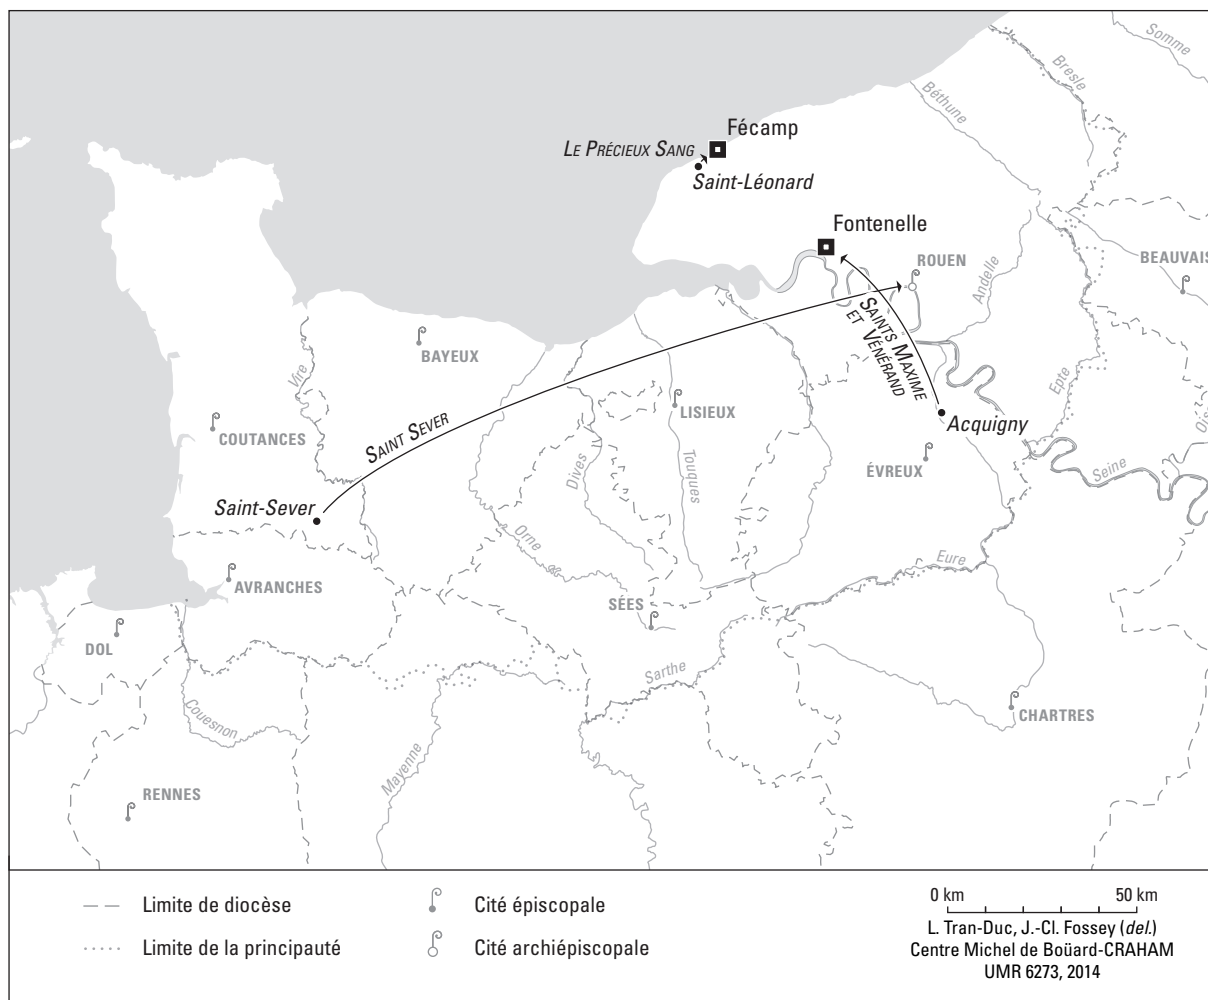 Somme
Bresle
Béthune
Fécamp
LE PRÉCIEUX SANG
Saint-Léonard
Fontenelle
ROUEN
BEAUVAIS
Andelle
SAINTS MAXIME
ET VÉNÉRAND
BAYEUX
Vire
Epte
LISIEUX
COUTANCES
SAINT SEVER
Acquigny
Dives
Touques
ÉVREUX
Seine
Saint-Sever
Orne
Eure
AVRANCHES
SÉES
DOL
Sarthe
Couesnon
CHARTRES
Mayenne
RENNES
Limite de diocèse
Limite de la principauté
Cité épiscopale
Cité archiépiscopale
0 km 50 km
L. Tran-Duc, J.-Cl. Fossey (del.)
Centre Michel de Boüard-CRAHAM
UMR 6273, 2014